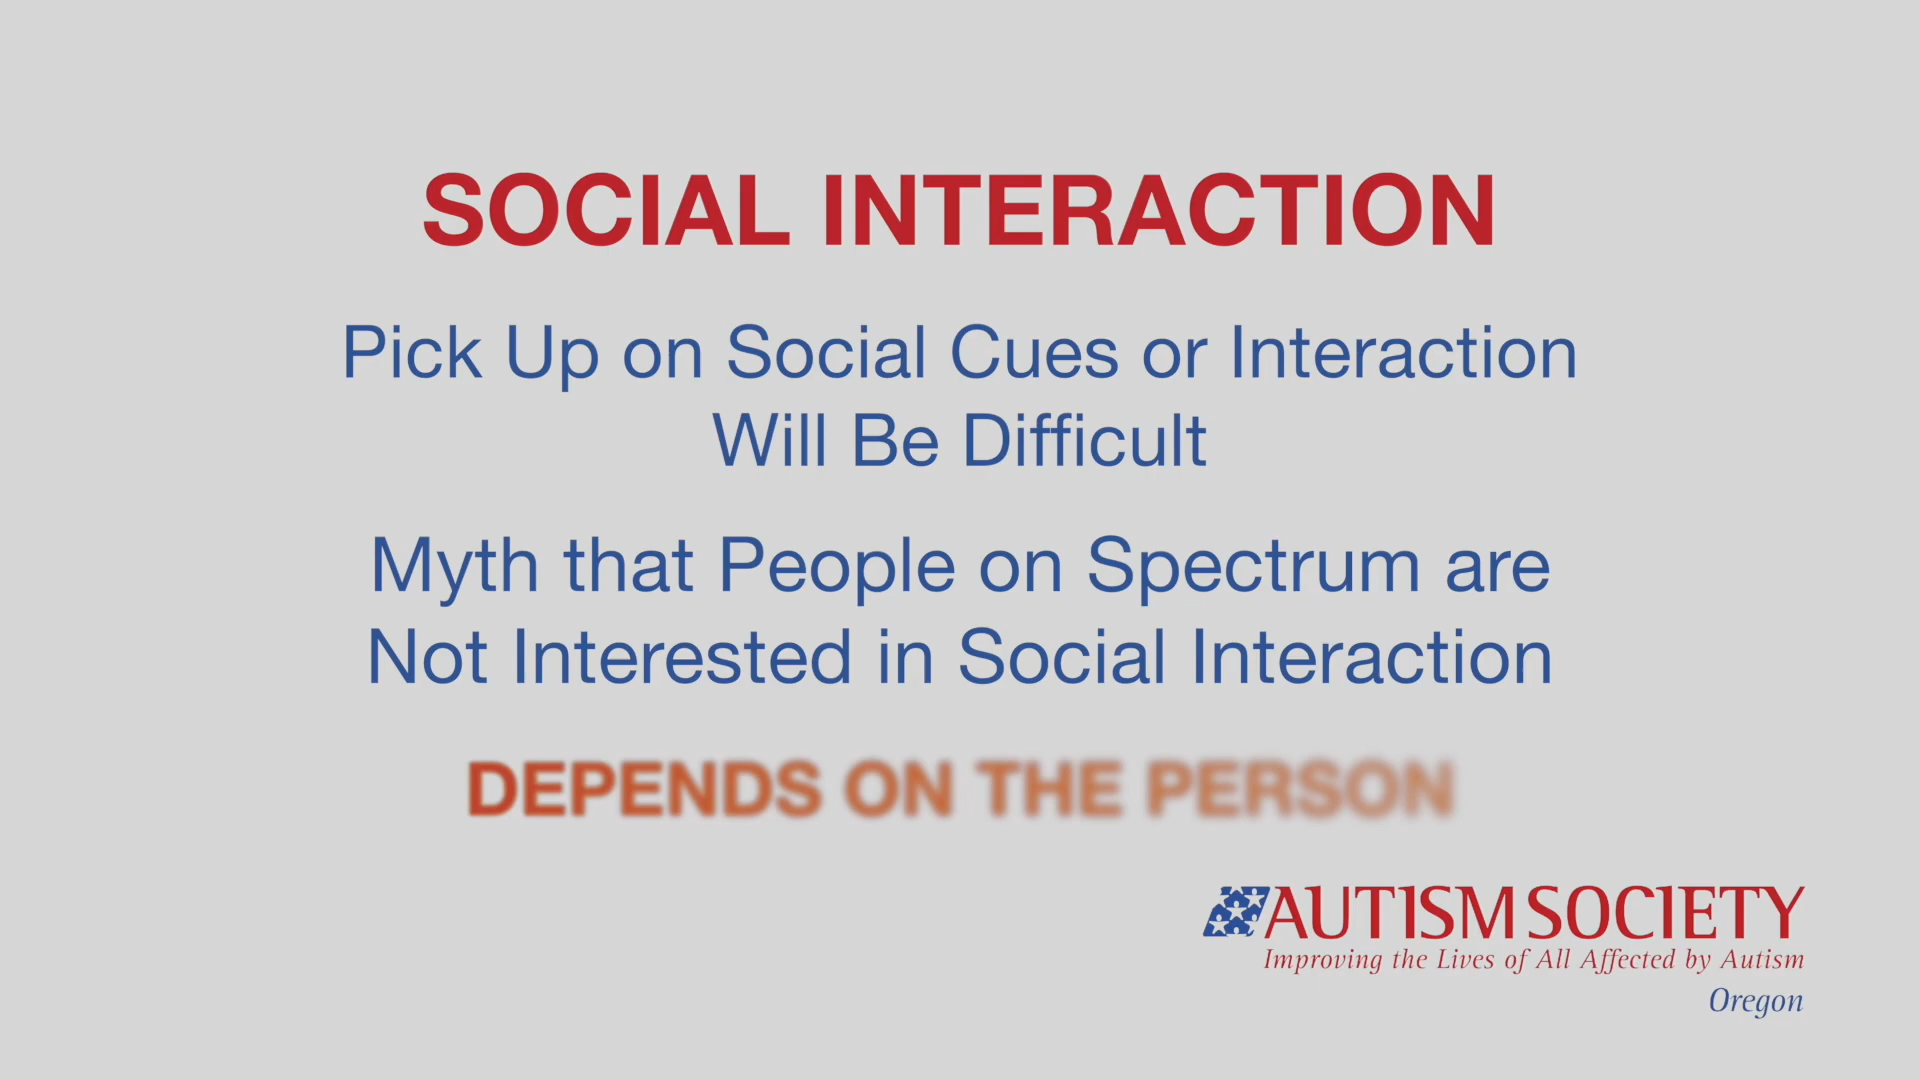 SOCIAL INTERACTION
Pick Up on Social Cues or Interaction
Will Be Difficult
Myth that People on Spectrum are
Not Interested in Social Interaction
DEPENDS ON THE PERSON
AUTISM SOCIETY
Improving the Lives of All Affected by Autism
Oregon